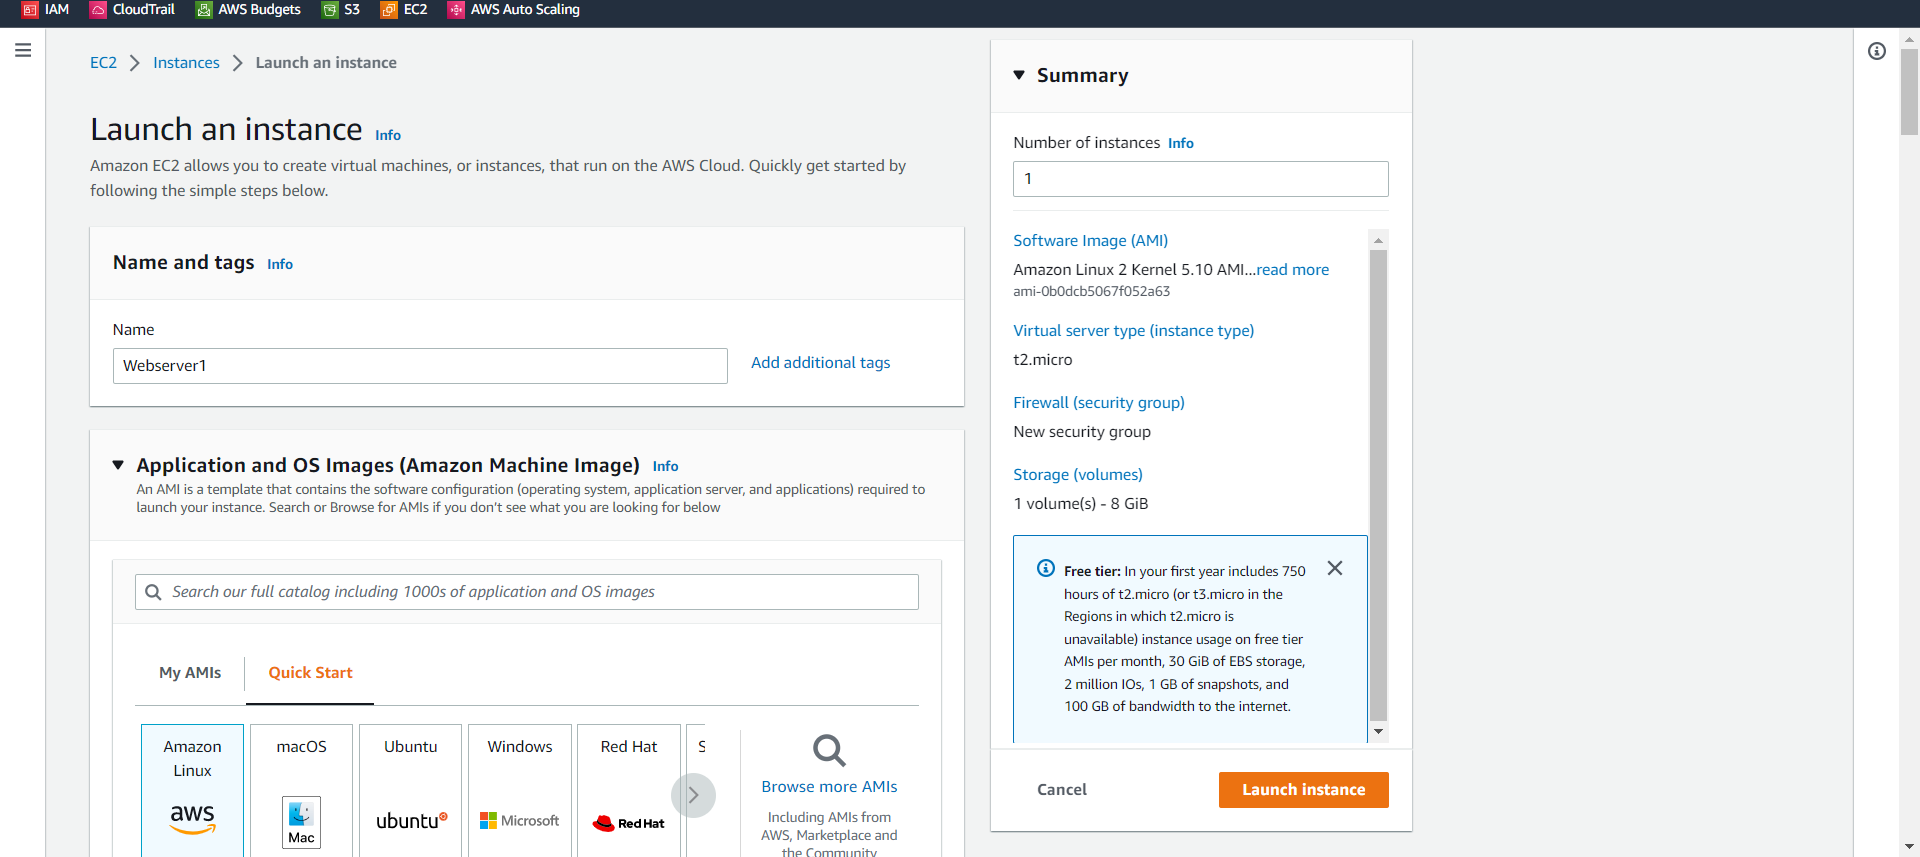 IAM CloudTrail AWS Budgets S3 EC2 AWS Auto Scaling
EC2 Instances Launch an instance
Launch an instance Info
Amazon EC2 allows you to create virtual machines, or instances, that run on the AWS Cloud. Quickly get started by
following the simple steps below.
Name and tags Info
Name
Webserver1
Add additional tags
Application and OS Images (Amazon Machine Image) Info
An AMI is a template that contains the software configuration (operating system, application server, and applications) required to
launch your instance. Search or Browse for AMIs if you don't see what you are looking for below
Search our full catalog including 1000s of application and OS images
My AMIs Quick Start
Amazon
Linux
aws
macOS
Mac
Ubuntu
ubuntu
Windows
Microsoft
Red Hat
Red Hat
S
Browse more AMIs
Including AMIs from
AWS, Marketplace and
the Community
Summary
Number of instances Info
1
Software Image (AMI)
Amazon Linux 2 Kernel 5.10 AMI...read more
ami-0b0dcb5067f052a63
Virtual server type (instance type)
t2.micro
Firewall (security group)
New security group
Storage (volumes)
1 volume(s) - 8 GiB
Free tier: In your first year includes 750
hours of t2.micro (or t3.micro in the
Regions in which t2.micro is
unavailable) instance usage on free tier
AMIs per month, 30 GiB of EBS storage,
2 million IOs, 1 GB of snapshots, and
100 GB of bandwidth to the internet.
Cancel
Launch instance